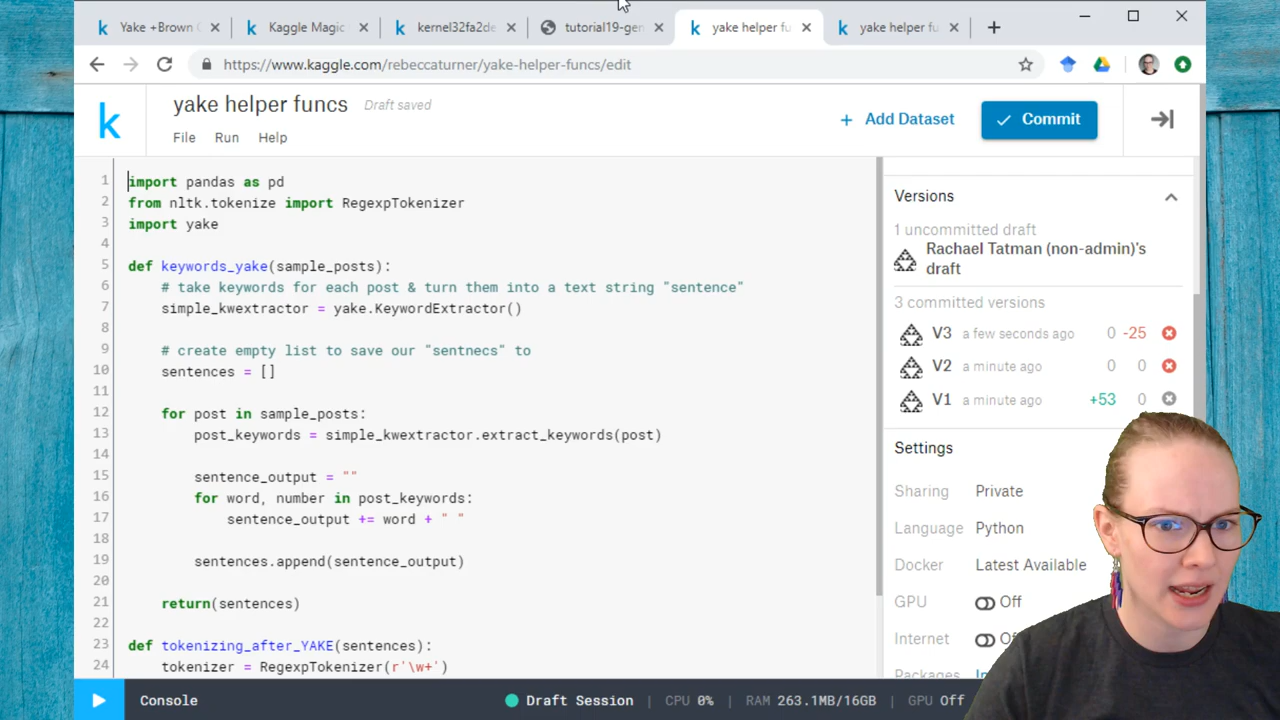 Yake +Brown
Kaggle Magic
kernel32fa2de
tutorial19-gen
yake helper fu
yake helper fu
https://www.kaggle.com/rebeccaturner/yake-helper-funcs/edit
k
yake helper funcs Draft saved
File Run Help
+ Add Dataset
Commit
1 import pandas as pd
2 from nltk.tokenize import RegexpTokenizer
3 import yake
4
5 def keywords_yake(sample_posts):
6 # take keywords for each post & turn them into a text string "sentence"
7 simple_kwextractor = yake.KeywordExtractor()
8
9 # create empty list to save our "sentnecs" to
10 sentences = []
11
12 for post in sample_posts:
13 post_keywords = simple_kwextractor.extract_keywords(post)
14
15 sentence_output = ""
16 for word, number in post_keywords:
17 sentence_output += word + " "
18
19 sentences.append(sentence_output)
20
21 return(sentences)
22
23 def tokenizing_after_YAKE(sentences):
24 tokenizer = RegexpTokenizer(r'\w+')
Versions
1 uncommitted draft
Rachael Tatman (non-admin)'s
draft
3 committed versions
V3 a few seconds ago 0 -25
V2 a minute ago 0 0
V1 a minute ago +53 0
Settings
Sharing Private
Language Python
Docker Latest Available
GPU Off
Internet
Packages
Console
Draft Session | CPU 0% | RAM 263.1MB/16GB | GPU Off